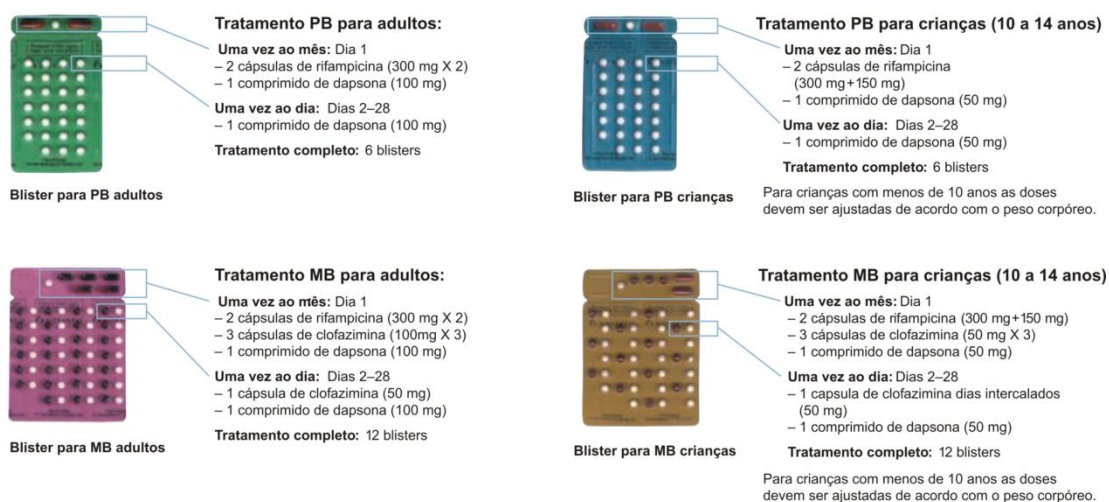 Tratamento PB para adultos:
Uma vez ao mês: Dia 1
– 2 cápsulas de rifampicina (300 mg X 2)
– 1 comprimido de dapsona (100 mg)
Uma vez ao dia: Dias 2–28
– 1 comprimido de dapsona (100 mg)
Tratamento completo: 6 blisters
Blister para PB adultos
Tratamento PB para crianças (10 a 14 anos)
Uma vez ao mês: Dia 1
– 2 cápsulas de rifampicina
(300 mg+150 mg)
– 1 comprimido de dapsona (50 mg)
Uma vez ao dia: Dias 2–28
– 1 comprimido de dapsona (50 mg)
Tratamento completo: 6 blisters
Blister para PB crianças
Para crianças com menos de 10 anos as doses
devem ser ajustadas de acordo com o peso corpóreo.
Tratamento MB para adultos:
Uma vez ao mês: Dia 1
– 2 cápsulas de rifampicina (300 mg X 2)
– 3 cápsulas de clofazimina (100mg X 3)
– 1 comprimido de dapsona (100 mg)
Uma vez ao dia: Dias 2–28
– 1 cápsula de clofazimina (50 mg)
– 1 comprimido de dapsona (100 mg)
Tratamento completo: 12 blisters
Blister para MB adultos
Tratamento MB para crianças (10 a 14 anos)
Uma vez ao mês: Dia 1
– 2 cápsulas de rifampicina (300 mg+150 mg)
– 3 cápsulas de clofazimina (50 mg X 3)
– 1 comprimido de dapsona (50 mg)
Uma vez ao dia: Dias 2–28
– 1 capsula de clofazimina dias intercalados
(50 mg)
– 1 comprimido de dapsona (50 mg)
Tratamento completo: 12 blisters
Blister para MB crianças
Para crianças com menos de 10 anos as doses
devem ser ajustadas de acordo com o peso corpóreo.